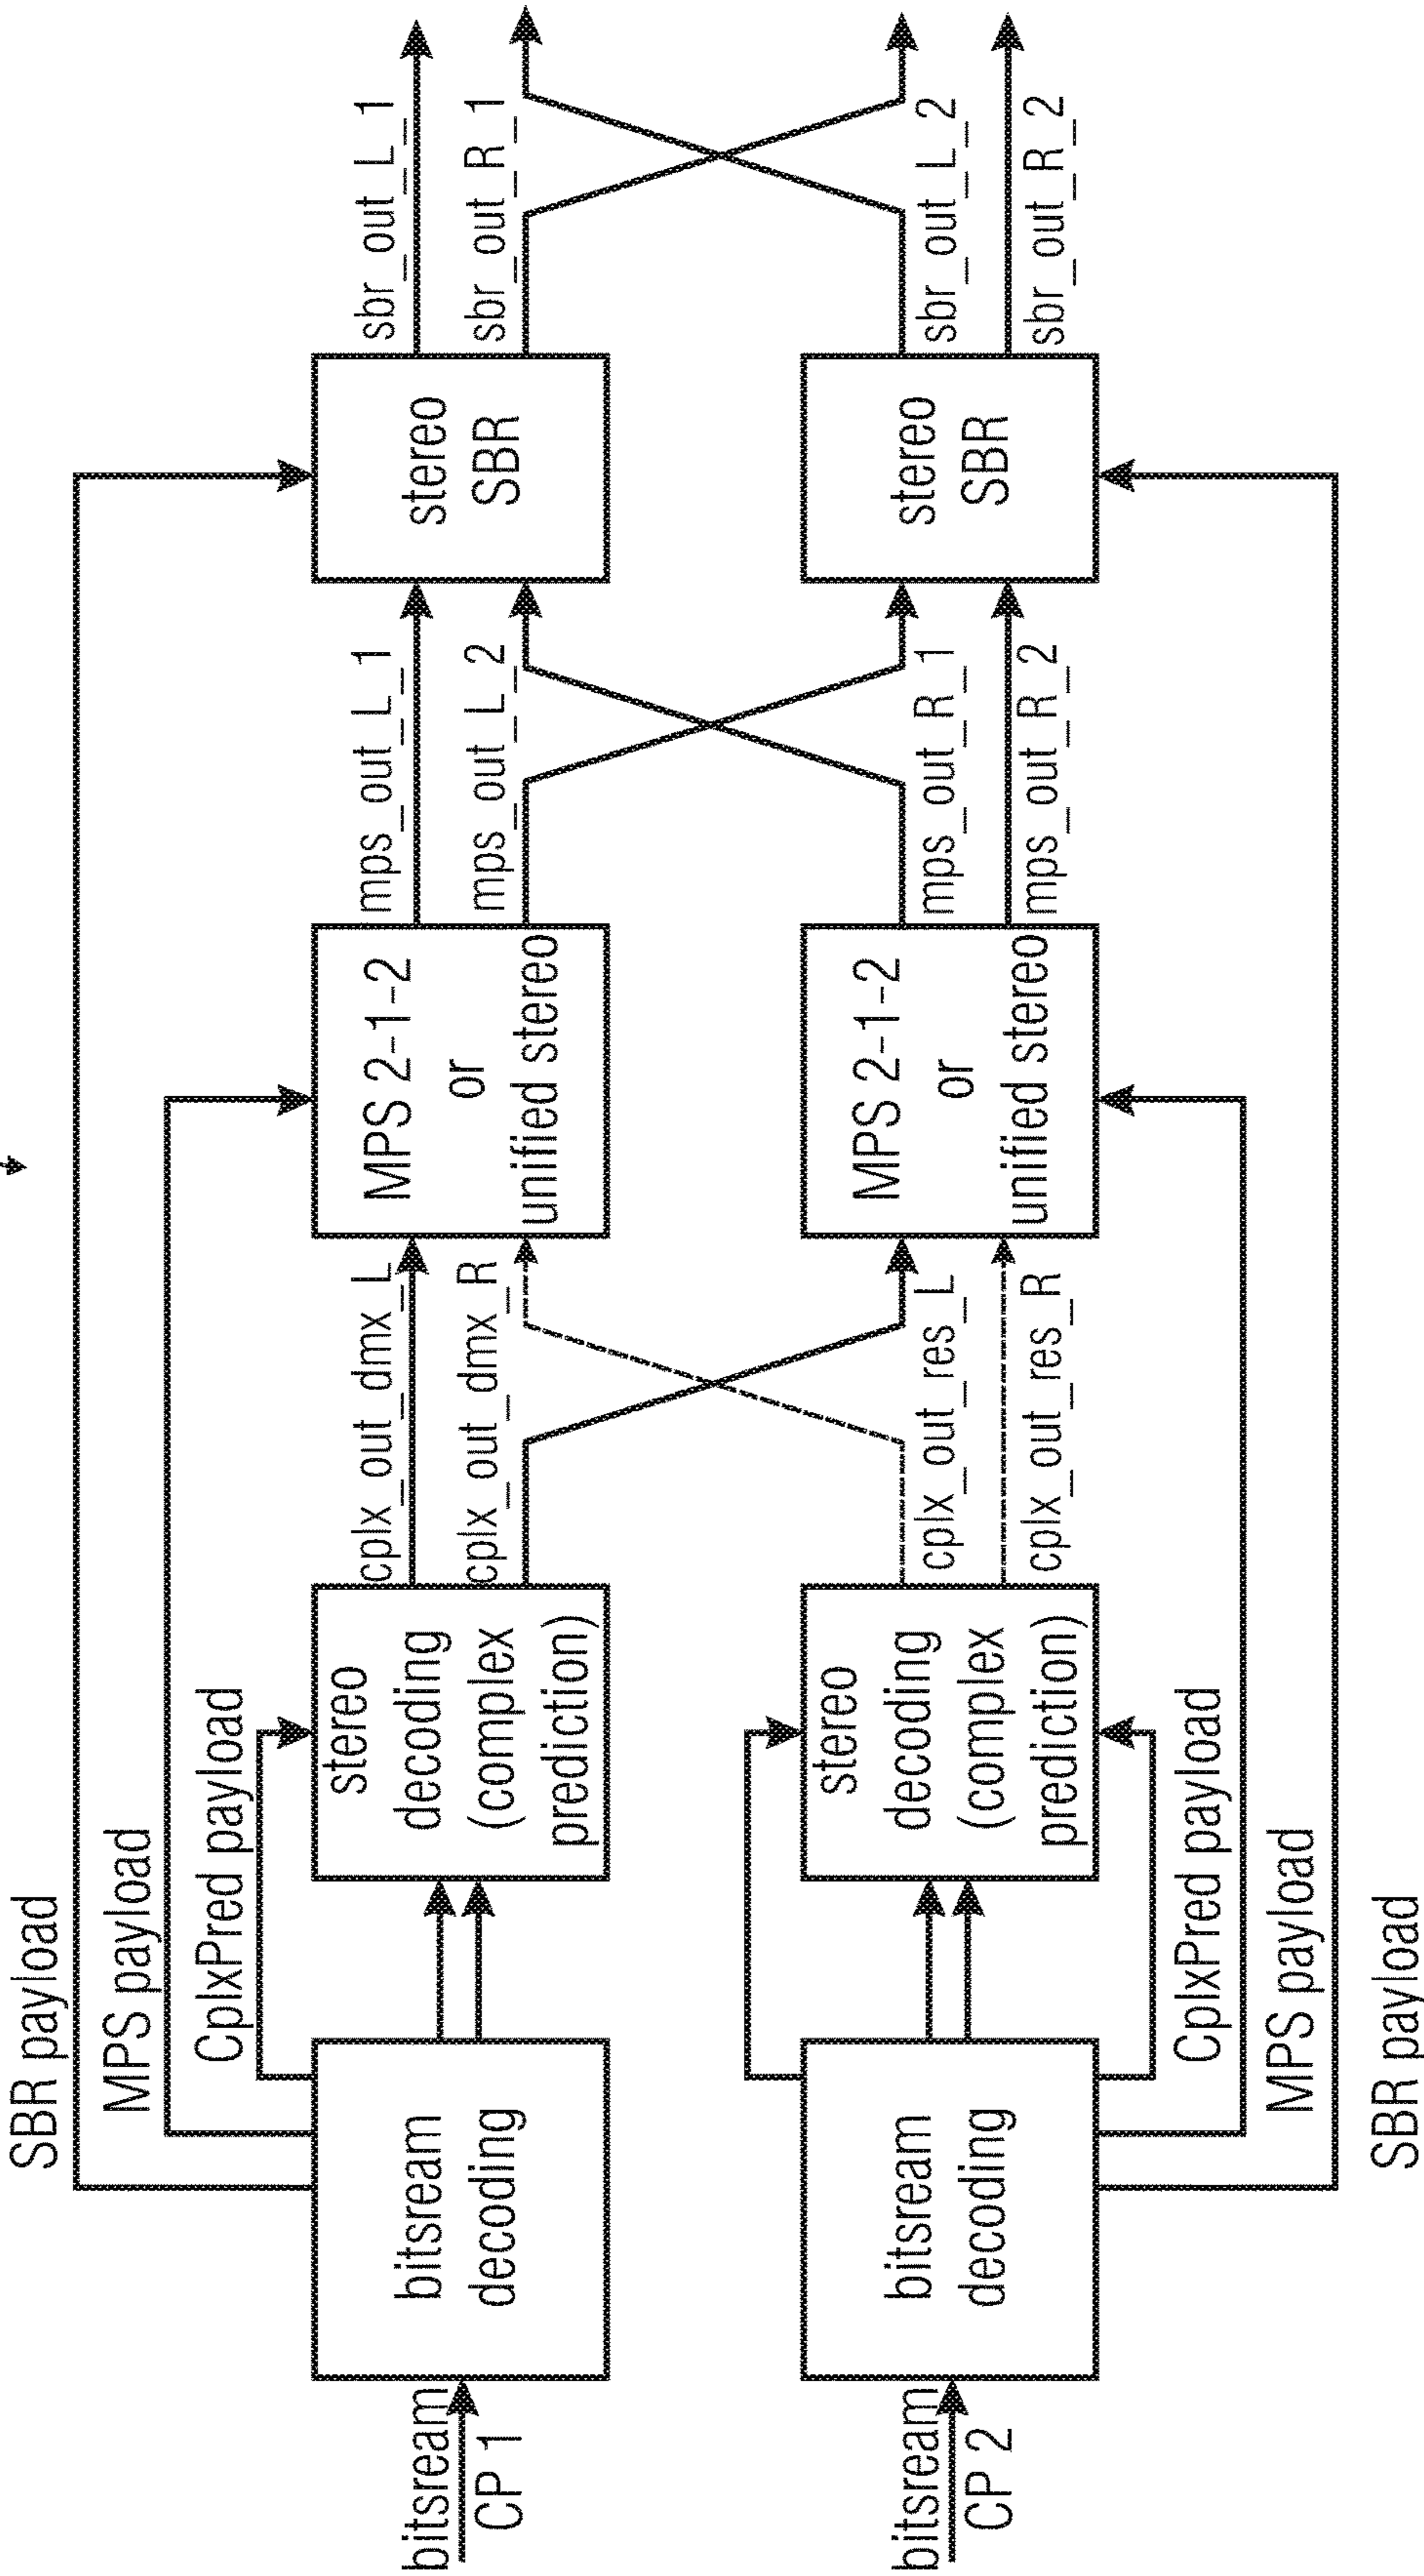 SBR payload
MPS payload
CplxPred payload
bitsream
CP 1
bitsream
decoding
stereo
decoding
(complex
prediction)
cplx_out_dmx_L
cplx_out_dmx_R
MPS 2-1-2
or
unified stereo
mps_out_L_1
mps_out_L_2
stereo
SBR
sbr_out_L_1
sbr_out_R_1
bitsream
CP 2
bitsream
decoding
stereo
decoding
(complex
prediction)
cplx_out_res_L
cplx_out_res_R
MPS 2-1-2
or
unified stereo
mps_out_R_1
mps_out_R_2
stereo
SBR
sbr_out_L_2
sbr_out_R_2
CplxPred payload
MPS payload
SBR payload